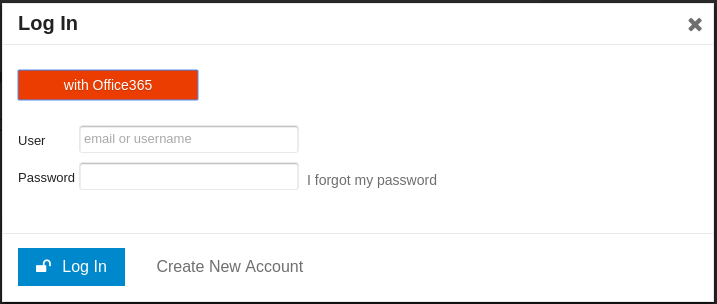 Log In
with Office365
User email or username
Password I forgot my password
Log In Create New Account